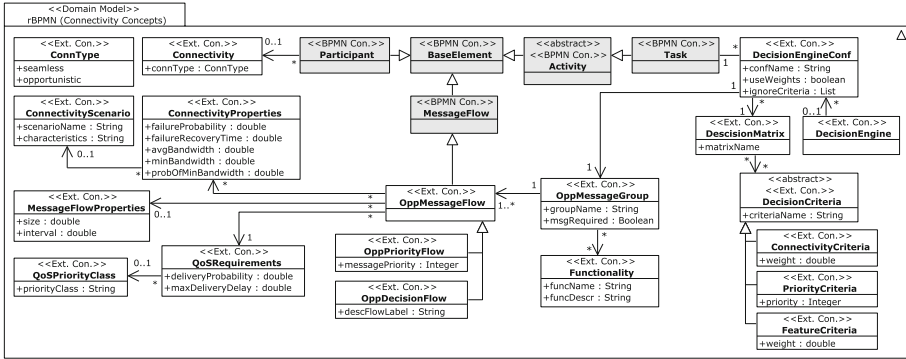 <<Domain Model>>
rBPMN (Connectivity Concepts)
<<Ext. Con.>>
ConnType
+seamless
+opportunistic
<<Ext. Con.>>
Connectivity
+connType : ConnType
0..1
*
<<BPMN Con.>>
Participant
<<BPMN Con.>>
BaseElement
<<abstract>>
<<BPMN Con.>>
Activity
<<BPMN Con.>>
Task
*
1
<<Ext. Con.>>
DecisionEngineConf
+confName : String
+useWeights : boolean
+ignoreCriteria : List
<<BPMN Con.>>
MessageFlow
<<Ext. Con.>>
ConnectivityScenario
+scenarioName : String
+characteristics : String
0..1
*
<<Ext. Con.>>
ConnectivityProperties
+failureProbability : double
+failureRecoveryTime : double
+avgBandwidth : double
+minBandwidth : double
+probOfMinBandwidth : double
*
1
1
*
1
*
0..1
<<Ext. Con.>>
DescisionMatrix
+matrixName
<<Ext. Con.>>
DecisionEngine
*
*
<<Ext. Con.>>
MessageFlowProperties
+size : double
+interval : double
0..1
*
*
*
<<Ext. Con.>>
OppMessageFlow
1
1..*
<<Ext. Con.>>
OppMessageGroup
+groupName : String
+msgRequired : Boolean
*
*
<<abstract>>
<<Ext. Con.>>
DecisionCriteria
+criteriaName : String
<<Ext. Con.>>
QoSPriorityClass
+priorityClass : String
0..1
*
1
<<Ext. Con.>>
QoSRequirements
+deliveryProbability : double
+maxDeliveryDelay : double
<<Ext. Con.>>
OppPriorityFlow
+messagePriority : Integer
<<Ext. Con.>>
OppDecisionFlow
+descFlowLabel : String
<<Ext. Con.>>
Functionality
+funcName : String
+funcDescr : String
<<Ext. Con.>>
ConnectivityCriteria
+weight : double
<<Ext. Con.>>
PriorityCriteria
+priority : Integer
<<Ext. Con.>>
FeatureCriteria
+weight : double